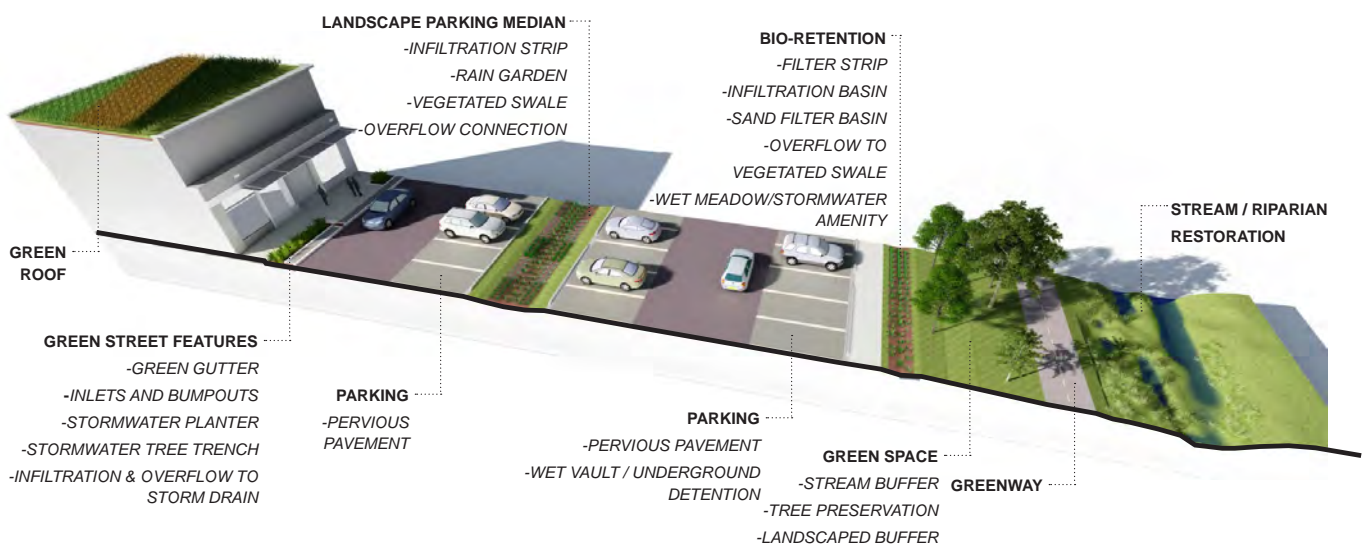 LANDSCAPE PARKING MEDIAN
-INFILTRATION STRIP
-RAIN GARDEN
-VEGETATED SWALE
-OVERFLOW CONNECTION
BIO-RETENTION
-FILTER STRIP
-INFILTRATION BASIN
-SAND FILTER BASIN
-OVERFLOW TO
VEGETATED SWALE
-WET MEADOW/STORMWATER
AMENITY
STREAM / RIPARIAN
RESTORATION
GREEN
ROOF
GREEN STREET FEATURES
-GREEN GUTTER
-INLETS AND BUMPOUTS
-STORMWATER PLANTER
-STORMWATER TREE TRENCH
-INFILTRATION & OVERFLOW TO
STORM DRAIN
PARKING
-PERVIOUS
PAVEMENT
PARKING
-PERVIOUS PAVEMENT
-WET VAULT / UNDERGROUND
DETENTION
GREEN SPACE
-STREAM BUFFER
-TREE PRESERVATION
-LANDSCAPED BUFFER
GREENWAY